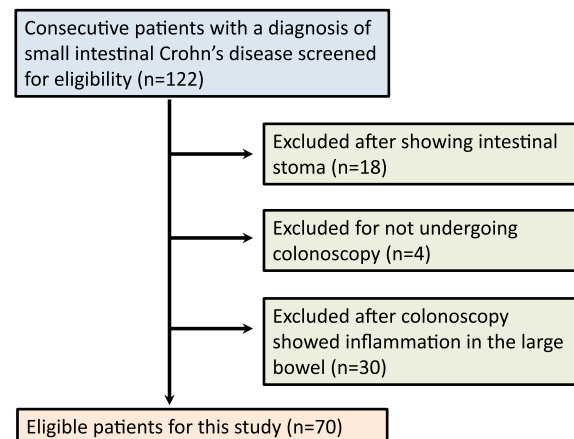 Consecutive patients with a diagnosis of
small intestinal Crohn's disease screened
for eligibility (n=122)
Excluded after showing intestinal
stoma (n=18)
Excluded for not undergoing
colonoscopy (n=4)
Excluded after colonoscopy
showed inflammation in the large
bowel (n=30)
Eligible patients for this study (n=70)